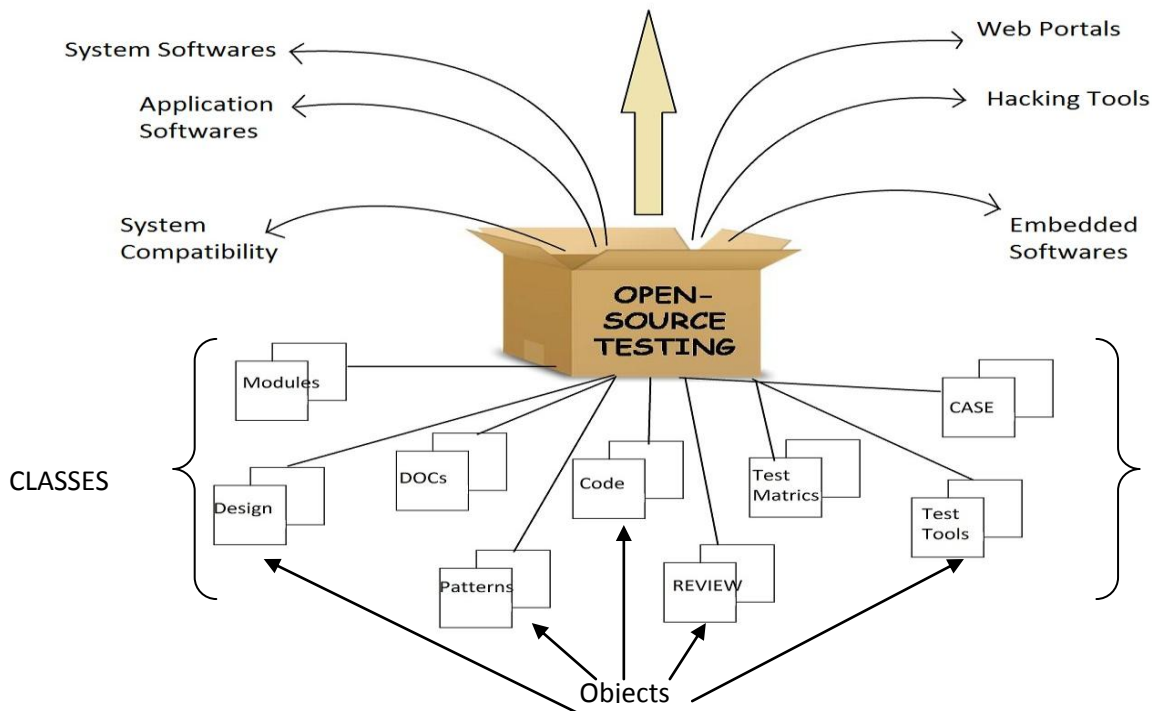 System Softwares
Web Portals
Application
Softwares
Hacking Tools
System
Compatibility
Embedded
Softwares
OPEN-
SOURCE
TESTING
Modules
CASE
CLASSES
DOCs
Code
Test
Matrics
Design
Test
Tools
Patterns
REVIEW
Objects